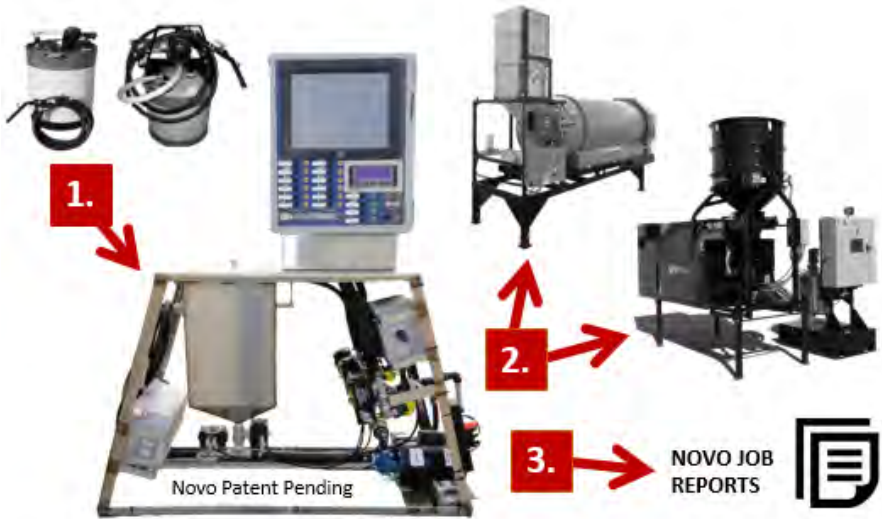 1.
2.
3.
NOVO JOB
REPORTS
Novo Patent Pending